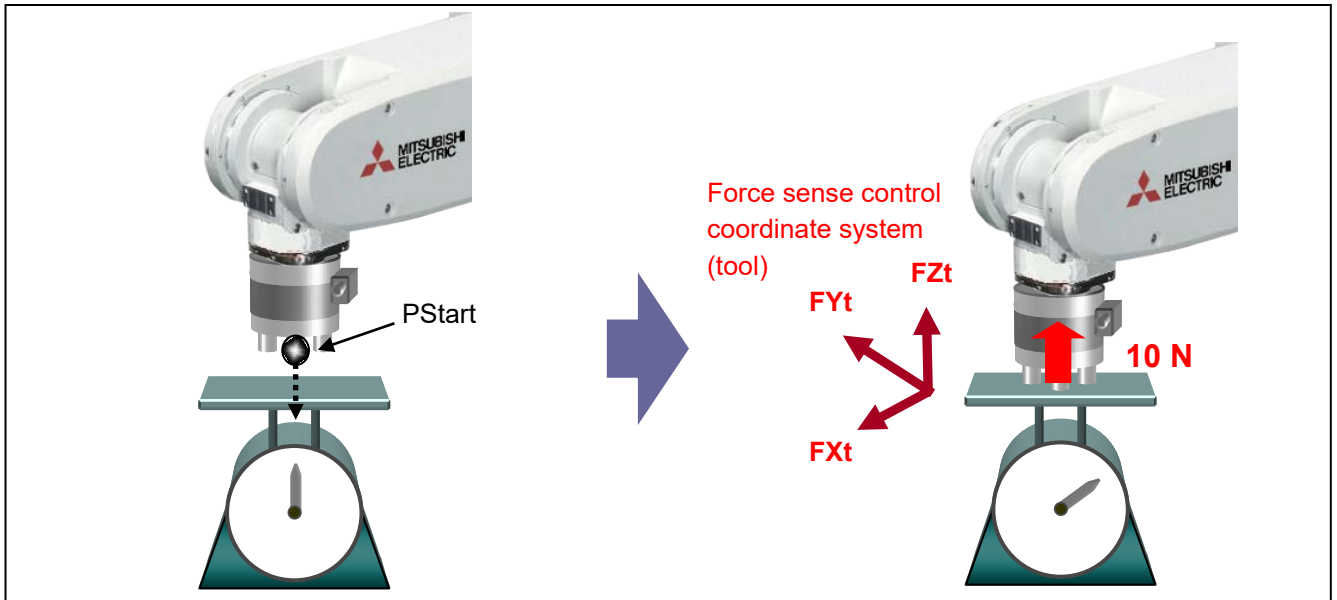 MITSUBISHI
ELECTRIC
PStart
Force sense control
coordinate system
(tool)
FZt
FYt
FXt
MITSUBISHI
ELECTRIC
10 N